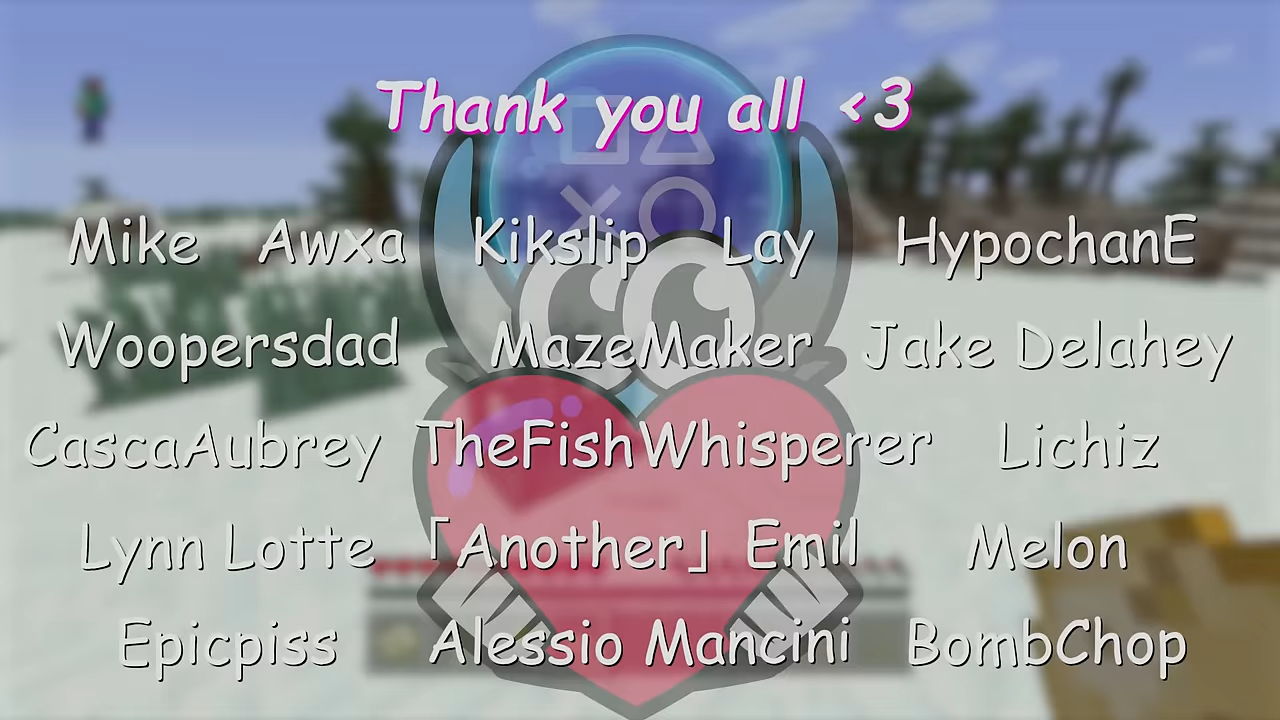 Thank you all <3
Mike Awxa Kikslip Lay HypochanE
Woopersdad MazeMaker Jake Delahey
CascaAubrey TheFishWhisperer Lichiz
Lynn Lotte 「Another」 Emil Melon
Epicpiss Alessio Mancini BombChop